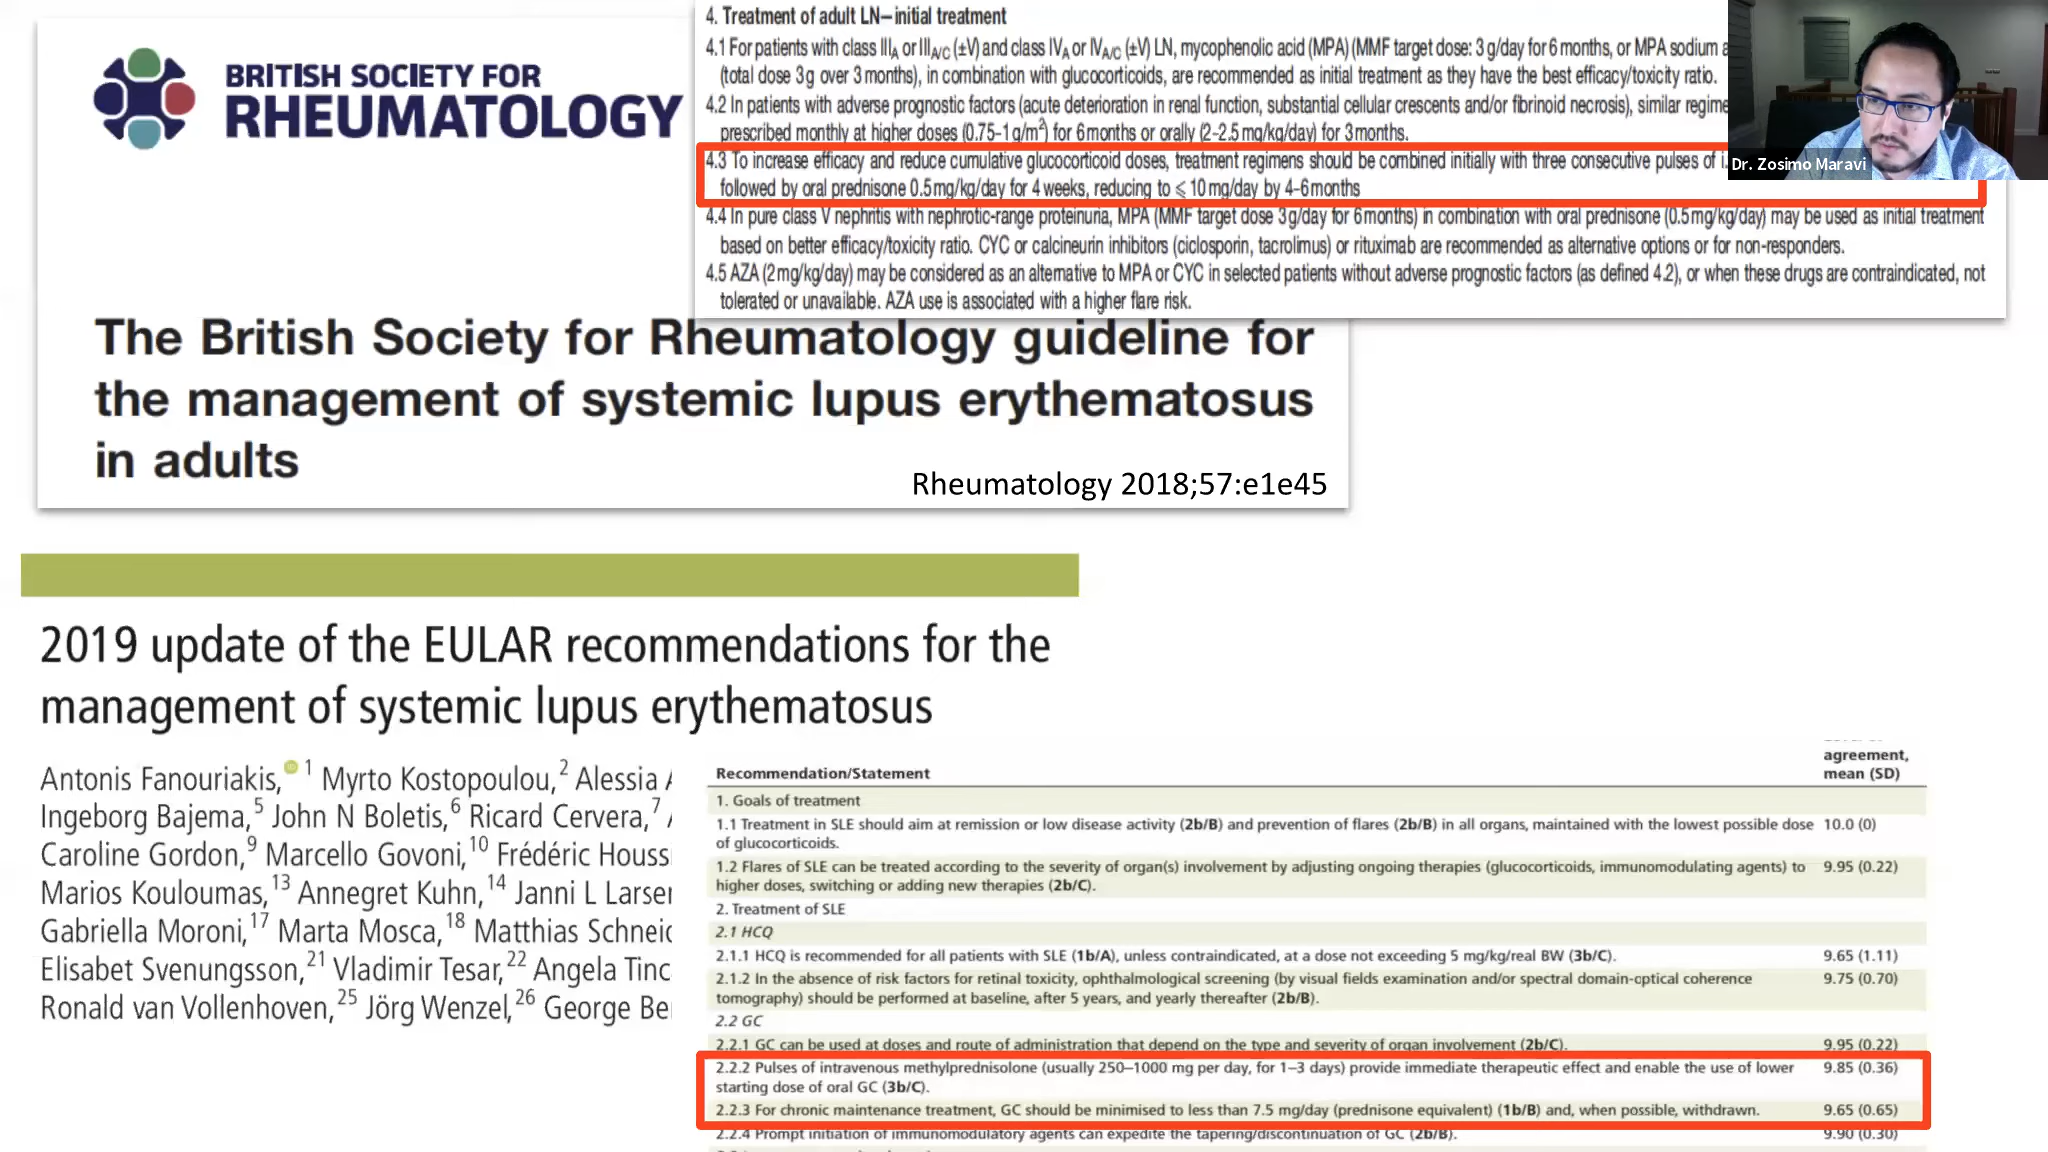 BRITISH SOCIETY FOR
RHEUMATOLOGY
4. Treatment of adult LN—initial treatment
4.1 For patients with class IIIA or IIIA/C (±V) and class IVA or IVA/C (±V) LN, mycophenolic acid (MPA) (MMF target dose: 3 g/day for 6 months, or MPA sodium
(total dose 3 g over 3 months), in combination with glucocorticoids, are recommended as initial treatment as they have the best efficacy/toxicity ratio.
4.2 In patients with adverse prognostic factors (acute deterioration in renal function, substantial cellular crescents and/or fibrinoid necrosis), similar
prescribed monthly at higher doses (0.75-1 g/m2) for 6 months or orally (2-2.5 mg/kg/day) for 3 months.
4.3 To increase efficacy and reduce cumulative glucocorticoid doses, treatment regimens should be combined initially with three consecutive pulses of
followed by oral prednisone 0.5 mg/kg/day for 4 weeks, reducing to ⩽ 10 mg/day by 4-6 months
4.4 In pure class V nephritis with nephrotic-range proteinuria, MPA (MMF target dose 3 g/day for 6 months) in combination with oral prednisone (0.5 mg/kg/day) may be used as initial treatment
based on better efficacy/toxicity ratio. CYC or calcineurin inhibitors (ciclosporin, tacrolimus) or rituximab are recommended as alternative options or for non-responders.
4.5 AZA (2 mg/kg/day) may be considered as an alternative to MPA or CYC in selected patients without adverse prognostic factors (as defined 4.2), or when these drugs are contraindicated, not
tolerated or unavailable. AZA use is associated with a higher flare risk.
Dr. Zosimo Maravi
The British Society for Rheumatology guideline for
the management of systemic lupus erythematosus
in adults
Rheumatology 2018;57:e1e45
2019 update of the EULAR recommendations for the
management of systemic lupus erythematosus
Antonis Fanouriakis, 1 Myrto Kostopoulou,2 Alessia
Ingeborg Bajema,5 John N Boletis,6 Ricard Cervera,7
Caroline Gordon,9 Marcello Govoni,10 Frédéric Houss
Marios Kouloumas,13 Annegret Kuhn,14 Janni L Larse
Gabriella Moroni,17 Marta Mosca,18 Matthias Schnei
Elisabet Svenungsson,21 Vladimir Tesar,22 Angela Tinc
Ronald van Vollenhoven,25 Jörg Wenzel,26 George Be
agreement,
Recommendation/Statement mean (SD)
1. Goals of treatment
1.1 Treatment in SLE should aim at remission or low disease activity (2b/B) and prevention of flares (2b/B) in all organs, maintained with the lowest possible dose 10.0 (0)
of glucocorticoids.
1.2 Flares of SLE can be treated according to the severity of organ(s) involvement by adjusting ongoing therapies (glucocorticoids, immunomodulating agents) to 9.95 (0.22)
higher doses, switching or adding new therapies (2b/C).
2. Treatment of SLE
2.1 HCQ
2.1.1 HCQ is recommended for all patients with SLE (1b/A), unless contraindicated, at a dose not exceeding 5 mg/kg/real BW (3b/C). 9.65 (1.11)
2.1.2 In the absence of risk factors for retinal toxicity, ophthalmological screening (by visual fields examination and/or spectral domain-optical coherence 9.75 (0.70)
tomography) should be performed at baseline, after 5 years, and yearly thereafter (2b/B).
2.2 GC
2.2.1 GC can be used at doses and route of administration that depend on the type and severity of organ involvement (2b/C). 9.95 (0.22)
2.2.2 Pulses of intravenous methylprednisolone (usually 250–1000 mg per day, for 1–3 days) provide immediate therapeutic effect and enable the use of lower 9.85 (0.36)
starting dose of oral GC (3b/C).
2.2.3 For chronic maintenance treatment, GC should be minimised to less than 7.5 mg/day (prednisone equivalent) (1b/B) and, when possible, withdrawn. 9.65 (0.65)
2.2.4 Prompt initiation of immunomodulatory agents can expedite the tapering/discontinuation of GC (2b/B). 9.90 (0.30)